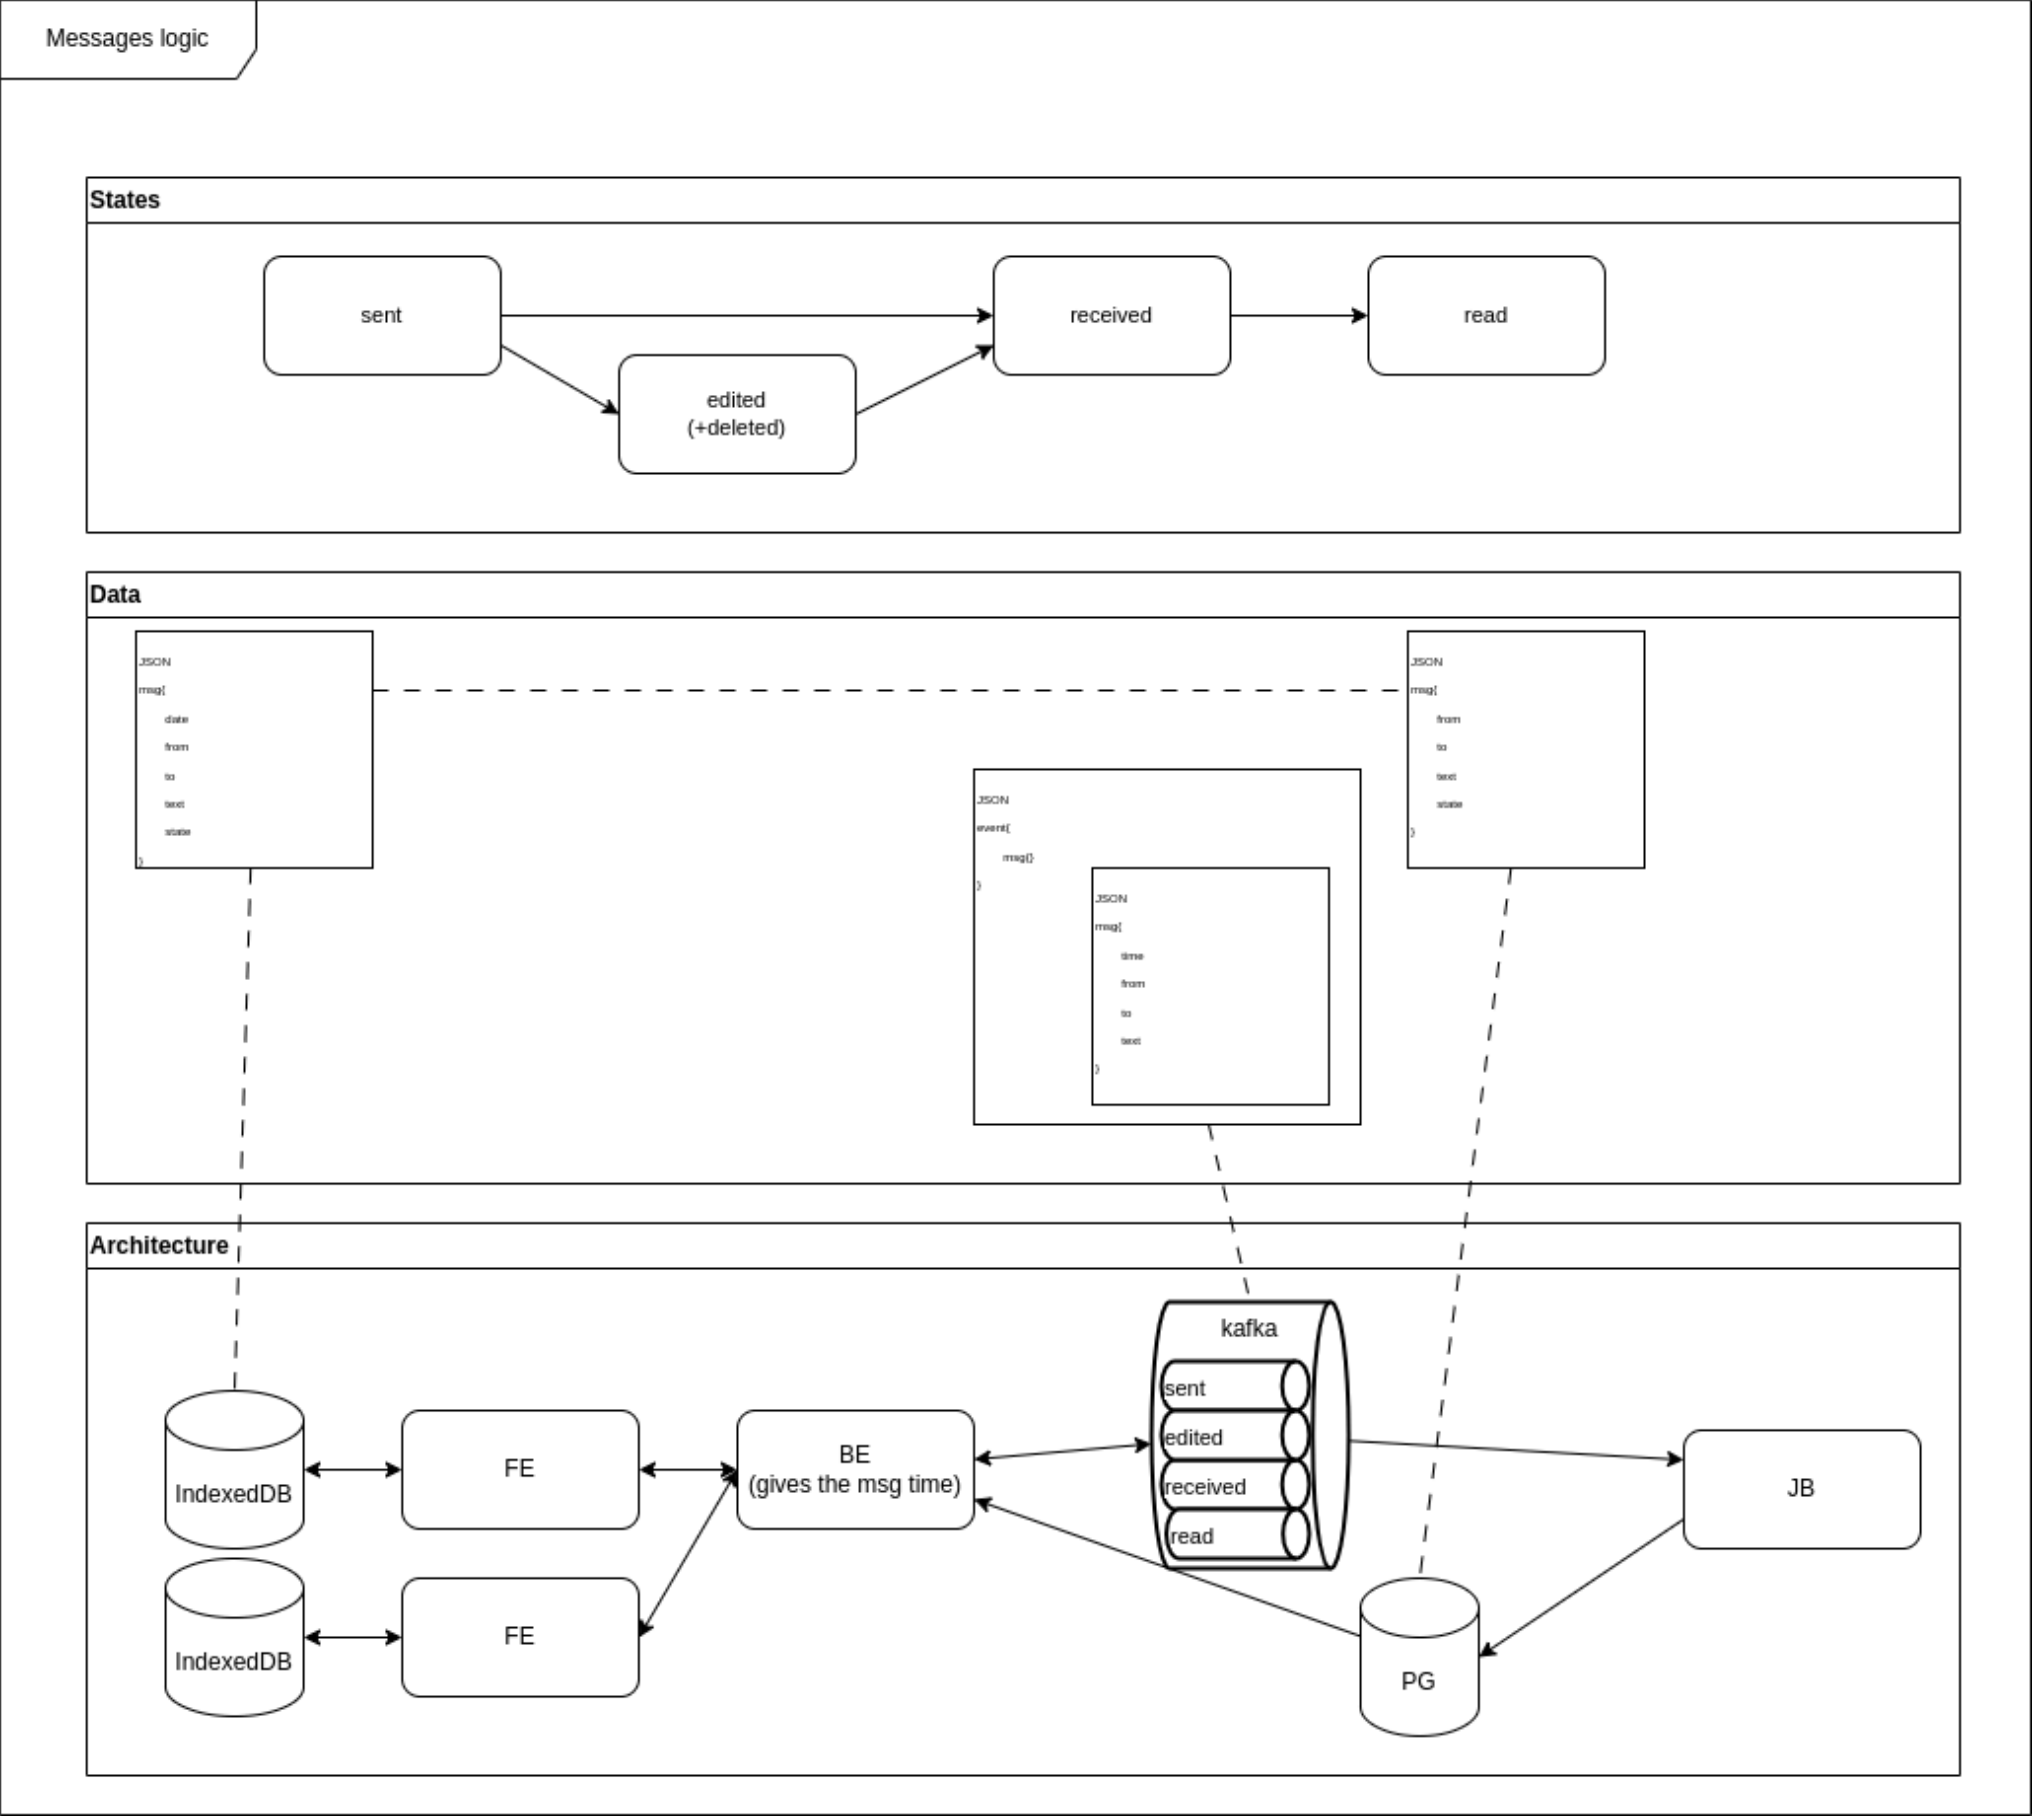 Messages logic
States
sent
received
read
edited
(+deleted)
Data
JSON
msg{
date
from
to
text
state
}
JSON
event{
msg{}
}
JSON
msg{
time
from
to
text
}
JSON
msg{
from
to
text
state
}
Architecture
IndexedDB
FE
BE
(gives the msg time)
kafka
sent
edited
received
read
JB
IndexedDB
FE
PG